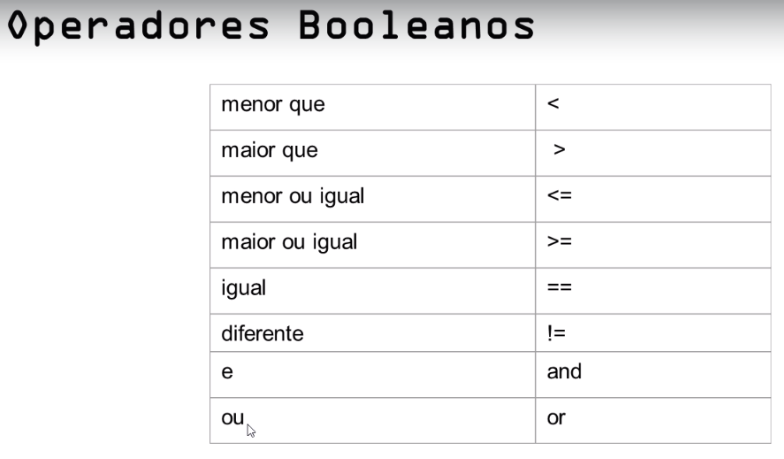 Operadores Booleanos
menor que <
maior que >
menor ou igual <=
maior ou igual >=
igual ==
diferente !=
e and
ou or